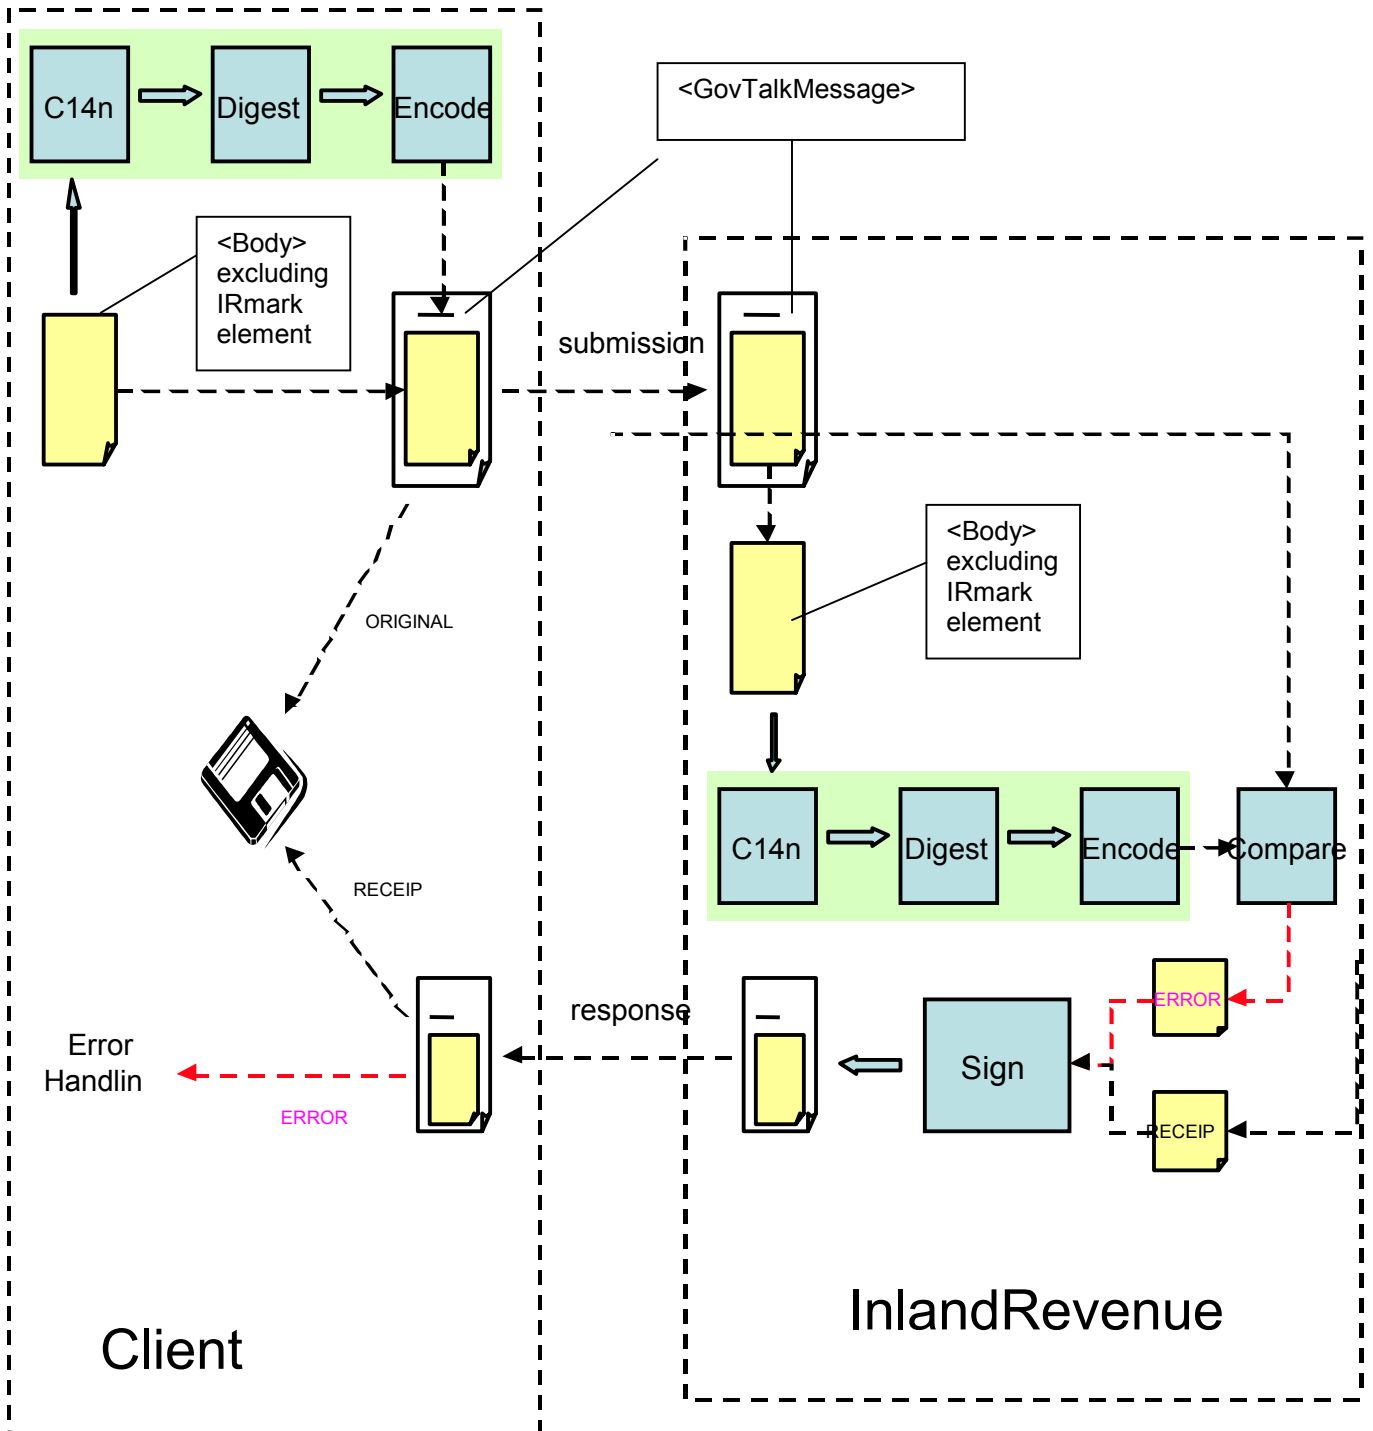 C14n
Digest
Encode
<GovTalkMessage>
<Body>
excluding
IRmark
element
submission
<Body>
excluding
IRmark
element
ORIGINAL
C14n
Digest
Encode
Compare
RECEIP
response
ERROR
Error
Handlin
ERROR
Sign
RECEIP
InlandRevenue
Client